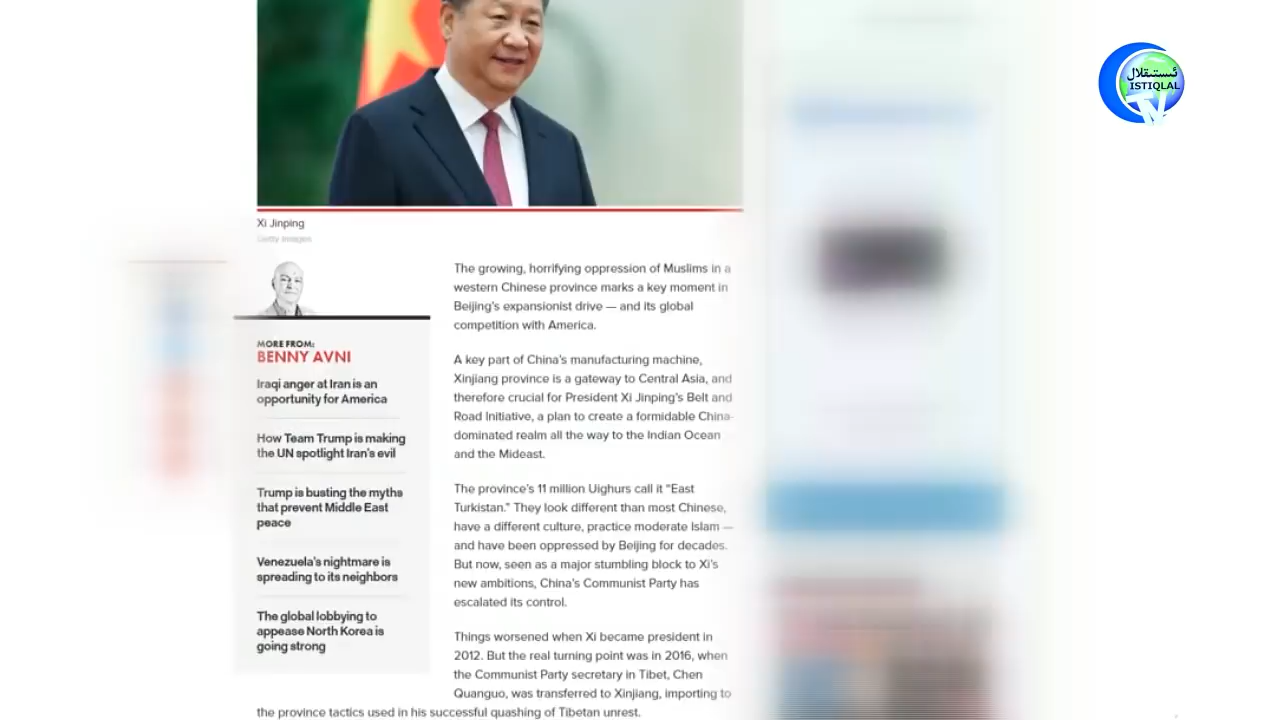 ئىستىقلال
ISTIQLAL
TV
Xi Jinping
Getty Images
The growing, horrifying oppression of Muslims in a
western Chinese province marks a key moment in
Beijing's expansionist drive — and its global
competition with America.
MORE FROM:
BENNY AVNI
Iraqi anger at Iran is an
opportunity for America
How Team Trump is making
the UN spotlight Iran's evil
Trump is busting the myths
that prevent Middle East
peace
Venezuela's nightmare is
spreading to its neighbors
The global lobbying to
appease North Korea is
going strong
A key part of China's manufacturing machine,
Xinjiang province is a gateway to Central Asia, and
therefore crucial for President Xi Jinping's Belt and
Road Initiative, a plan to create a formidable China-
dominated realm all the way to the Indian Ocean
and the Mideast.
The province's 11 million Uighurs call it "East
Turkistan." They look different than most Chinese,
have a different culture, practice moderate Islam —
and have been oppressed by Beijing for decades.
But now, seen as a major stumbling block to Xi's
new ambitions, China's Communist Party has
escalated its control.
Things worsened when Xi became president in
2012. But the real turning point was in 2016, when
the Communist Party secretary in Tibet, Chen
Quanguo, was transferred to Xinjiang, importing to
the province tactics used in his successful quashing of Tibetan unrest.